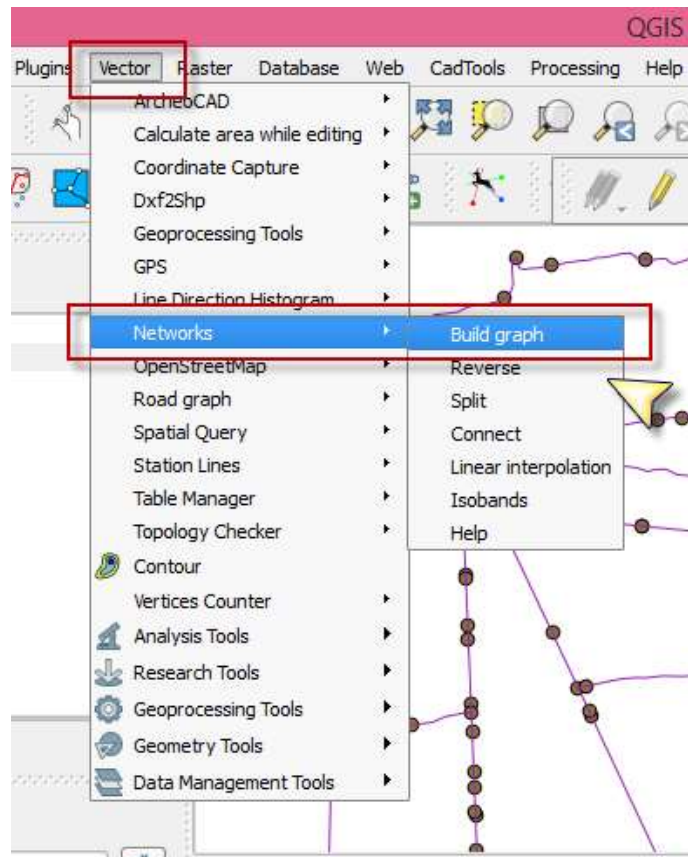 QGIS
Plugins Vector Raster Database Web CadTools Processing Help
ArcheoCAD
Calculate area while editing
Coordinate Capture
Dxf2Shp
Geoprocessing Tools
GPS
Line Direction Histogram
Networks
OpenStreetMap
Road graph
Spatial Query
Station Lines
Table Manager
Topology Checker
Contour
Vertices Counter
Analysis Tools
Research Tools
Geoprocessing Tools
Geometry Tools
Data Management Tools
Build graph
Reverse
Split
Connect
Linear interpolation
Isobands
Help